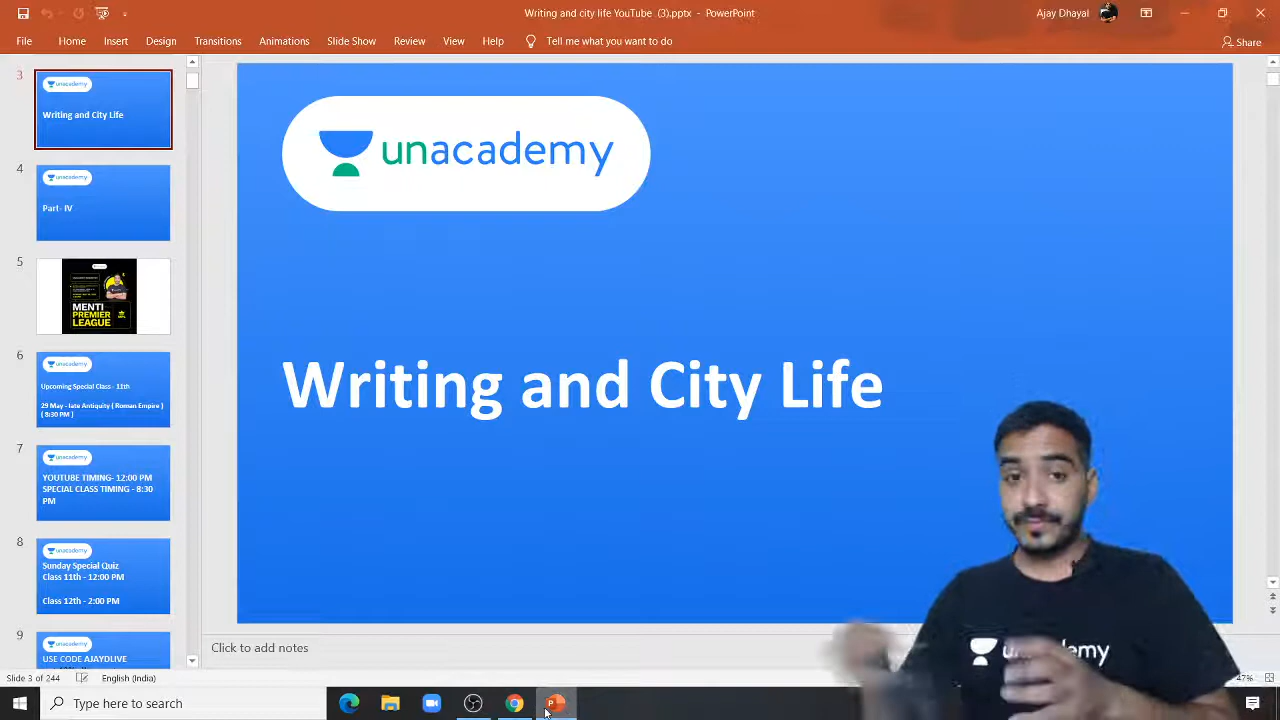 Writing and city life YouTube (3).pptx - PowerPoint
Ajay Dhayal
File Home Insert Design Transitions Animations Slide Show Review View Help Tell me what you want to do
Share
3
unacademy
Writing and City Life
4
unacademy
Part- IV
5
MENTI
PREMIER
LEAGUE
6
unacademy
Upcoming Special Class - 11th
29 May - late Antiquity ( Roman Empire )
( 8:30 PM )
7
unacademy
YOUTUBE TIMING- 12:00 PM
SPECIAL CLASS TIMING - 8:30
PM
8
unacademy
Sunday Special Quiz
Class 11th - 12:00 PM
Class 12th - 2:00 PM
9
unacademy
USE CODE AJAYDLIVE
unacademy
Writing and City Life
Click to add notes
Slide 3 of 244
English (India)
47%
Type here to search